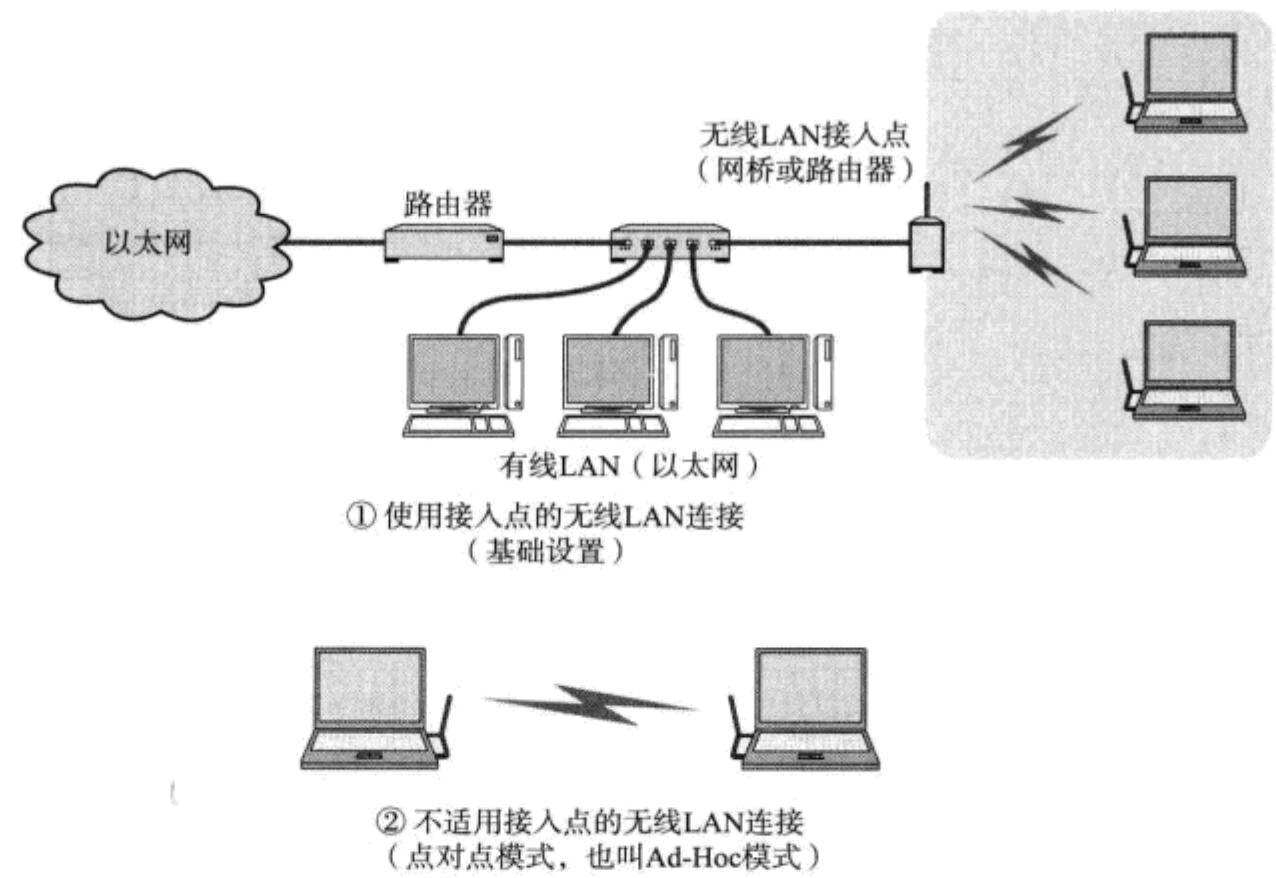 无线LAN接入点
（网桥或路由器）
路由器
以太网
有线LAN（以太网）
① 使用接入点的无线LAN连接
（基础设置）
② 不适用接入点的无线LAN连接
（点对点模式，也叫Ad-Hoc模式）